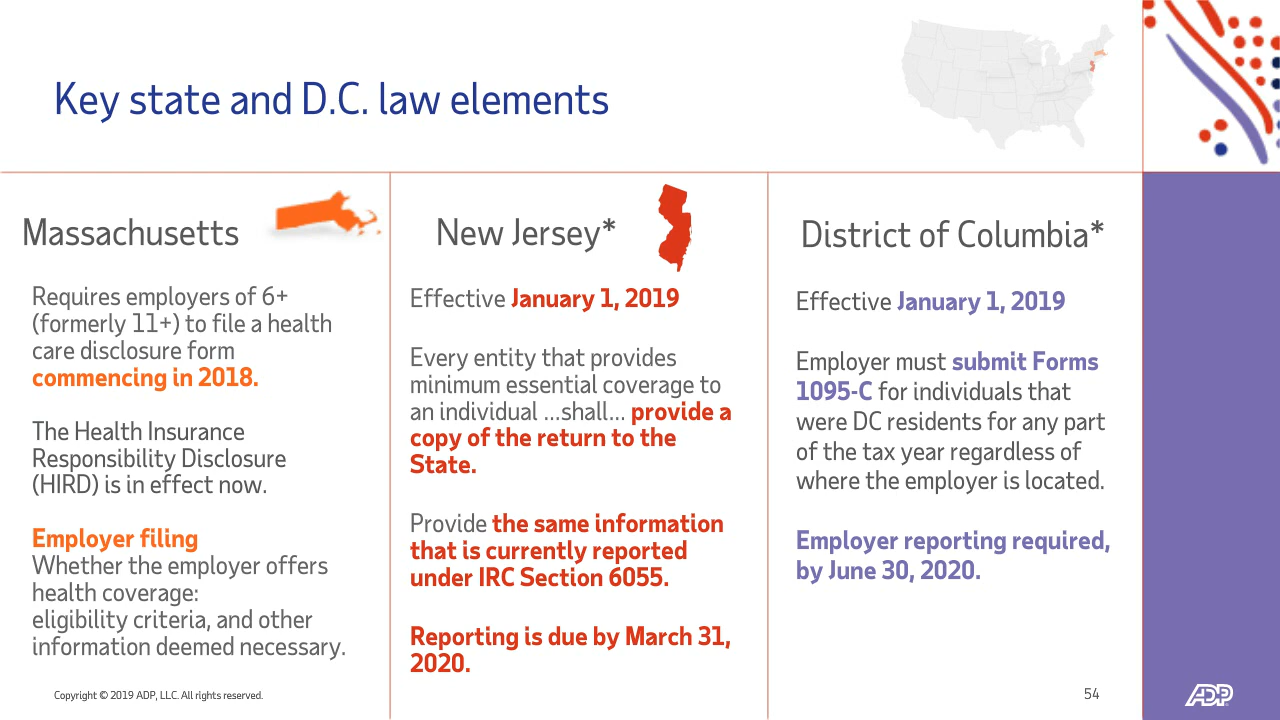 Key state and D.C. law elements
Massachusetts
Requires employers of 6+
(formerly 11+) to file a health
care disclosure form
commencing in 2018.
The Health Insurance
Responsibility Disclosure
(HIRD) is in effect now.
Employer filing
Whether the employer offers
health coverage:
eligibility criteria, and other
information deemed necessary.
New Jersey*
Effective January 1, 2019
Every entity that provides
minimum essential coverage to
an individual ...shall... provide a
copy of the return to the
State.
Provide the same information
that is currently reported
under IRC Section 6055.
Reporting is due by March 31,
2020.
District of Columbia*
Effective January 1, 2019
Employer must submit Forms
1095-C for individuals that
were DC residents for any part
of the tax year regardless of
where the employer is located.
Employer reporting required,
by June 30, 2020.
Copyright © 2019 ADP, LLC. All rights reserved.
54
ADP